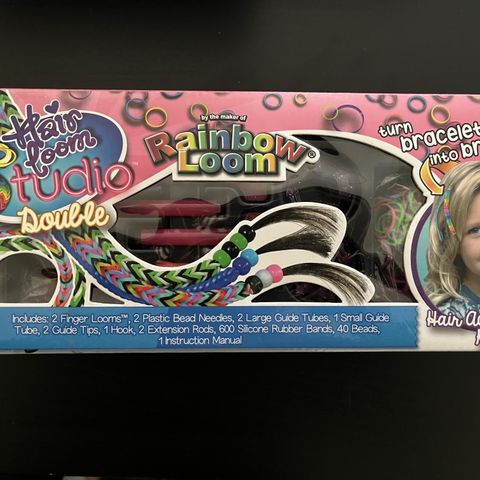 Hair
Loom
tudio™
Double
by the maker of
Rainbow®
Loom
turn
bracelet
into br
Includes: 2 Finger Looms™, 2 Plastic Bead Needles, 2 Large Guide Tubes, 1 Small Guide
Tube, 2 Guide Tips, 1 Hook, 2 Extension Rods, 600 Silicone Rubber Bands, 40 Beads,
1 Instruction Manual
Hair A